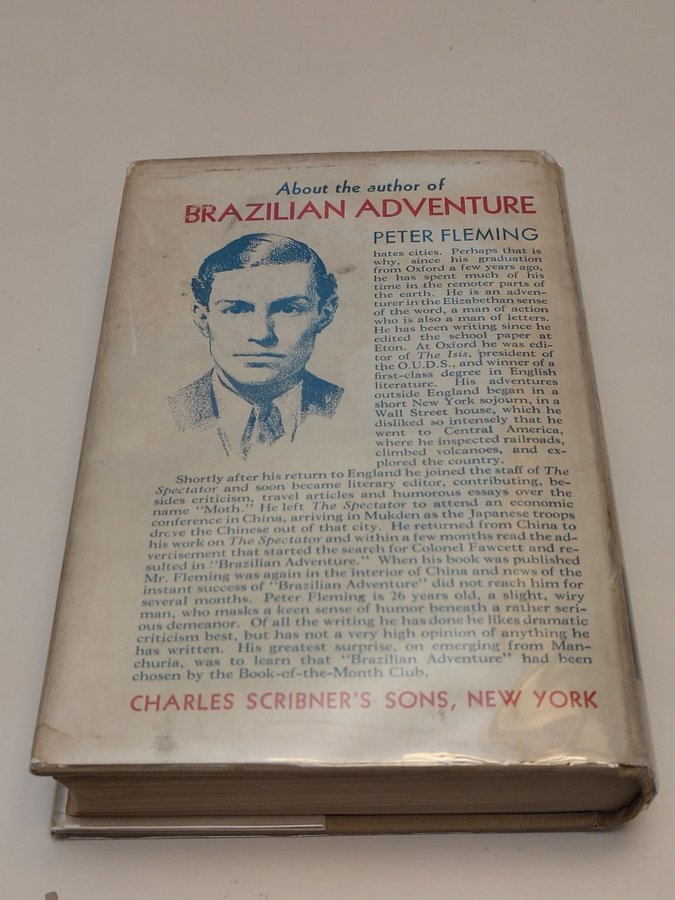 About the author of
BRAZILIAN ADVENTURE
PETER FLEMING
hates cities. Perhaps that is
why, since his graduation
from Oxford a few years ago,
he has spent much of his
time in the remoter parts of
the earth. He is an adven-
turer in the Elizabethan sense
of the word, a man of action
who is also a man of letters.
He has been writing since he
edited the school paper at
Eton. At Oxford he was edi-
tor of The Isis, president of
the O.U.D.S., and winner of a
first-class degree in English
literature. His adventures
outside England began in a
short New York sojourn, in a
Wall Street house, which he
disliked so intensely that he
went to Central America,
where he inspected railroads,
climbed volcanoes, and ex-
plored the country.
Shortly after his return to England he joined the staff of The
Spectator and soon became literary editor, contributing, be-
sides criticism, travel articles and humorous essays over the
name "Moth." He left The Spectator to attend an economic
conference in China, arriving in Mukden as the Japanese troops
drove the Chinese out of that city. He returned from China to
his work on The Spectator and within a few months read the ad-
vertisement that started the search for Colonel Fawcett and re-
sulted in "Brazilian Adventure." When his book was published
Mr. Fleming was again in the interior of China and news of the
instant success of "Brazilian Adventure" did not reach him for
several months. Peter Fleming is 26 years old, a slight, wiry
man, who masks a keen sense of humor beneath a rather seri-
ous demeanor. Of all the writing he has done he likes dramatic
criticism best, but has not a very high opinion of anything he
has written. His greatest surprise, on emerging from Man-
churia, was to learn that "Brazilian Adventure" had been
chosen by the Book-of-the-Month Club.
CHARLES SCRIBNER'S SONS, NEW YORK